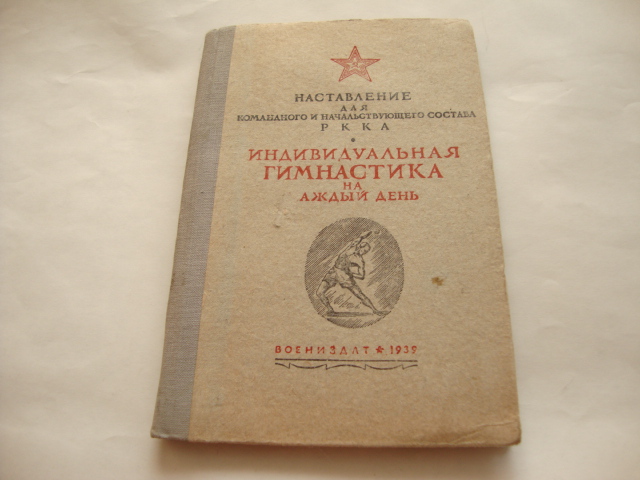 НАСТАВЛЕНИЕ
ДЛЯ
КОМАНДНОГО И НАЧАЛЬСТВУЮЩЕГО СОСТАВА
РККА
ИНДИВИДУАЛЬНАЯ
ГИМНАСТИКА
НА
АЖДЫЙ ДЕНЬ
ВОЕНИЗДАТ ★ 1939